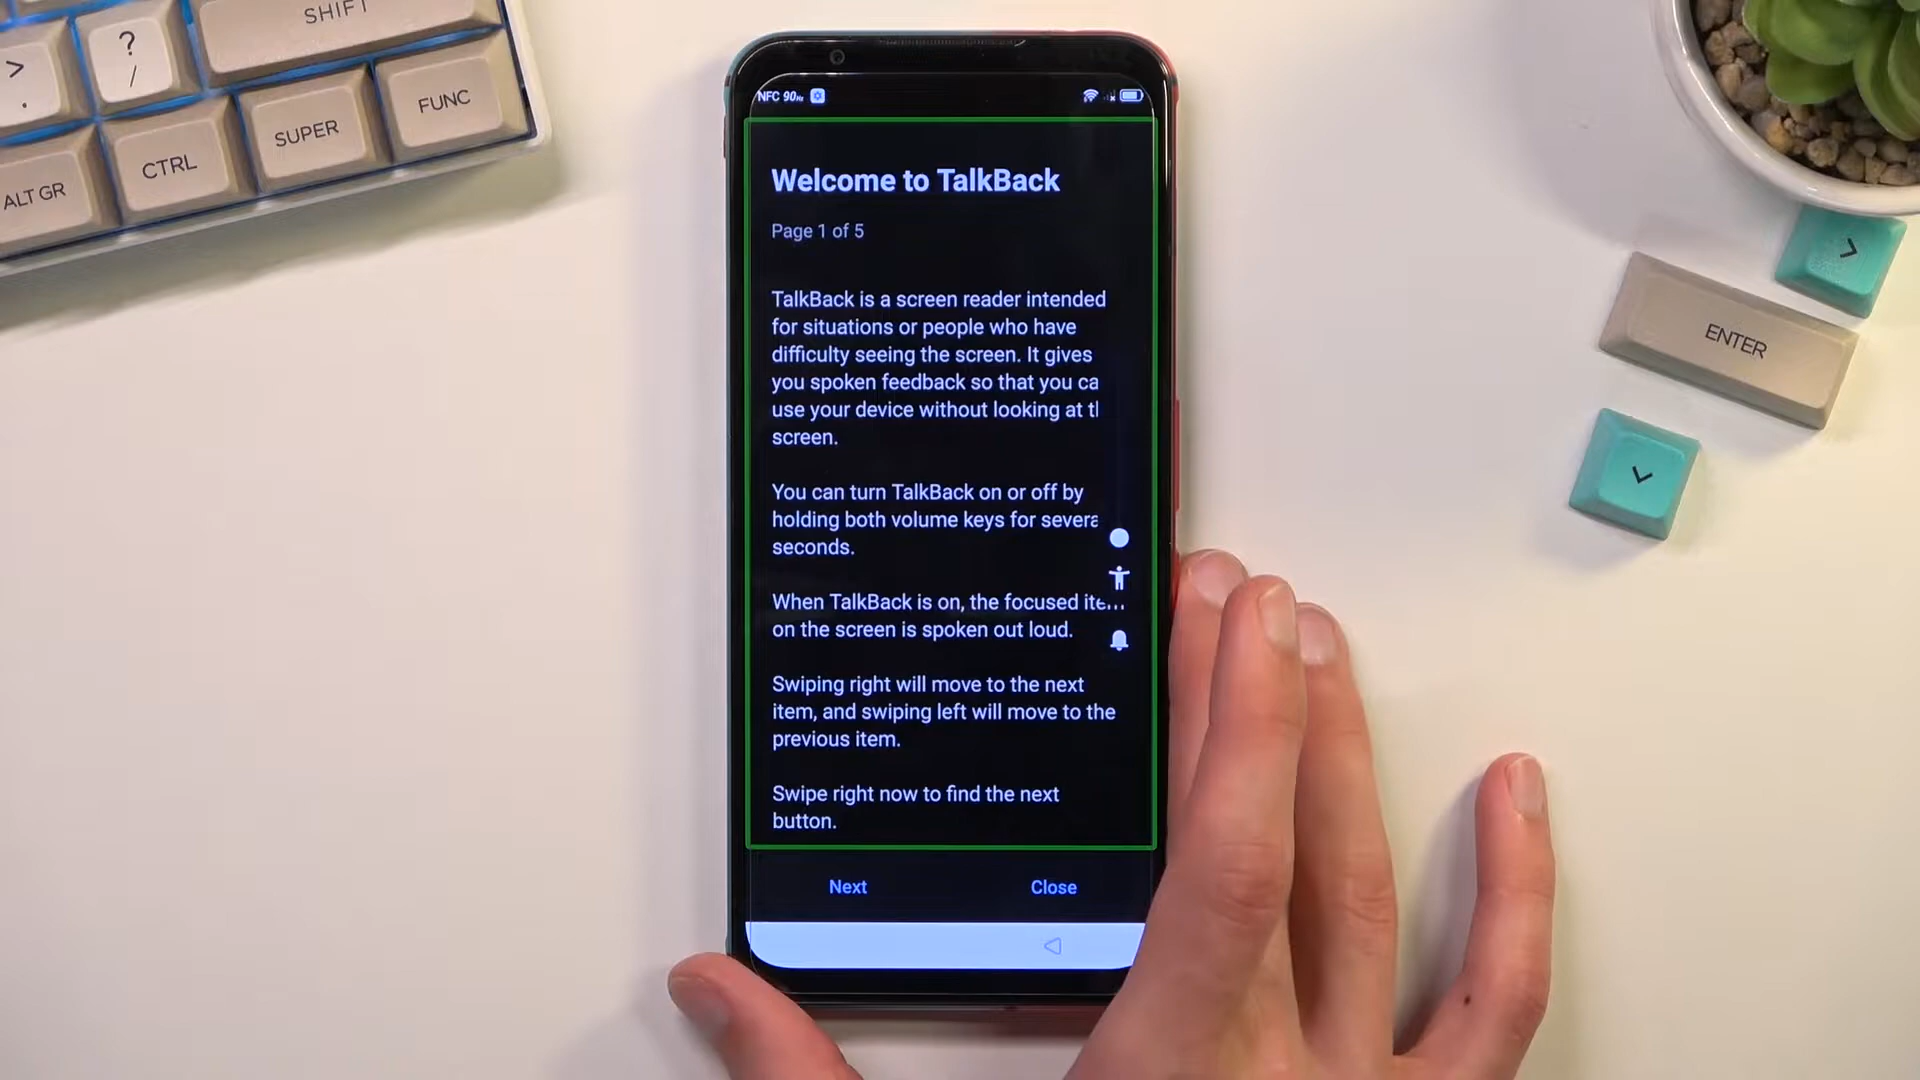 SHIFT
>
.
?
/
FUNC
SUPER
CTRL
ALT GR
NFC 90Hz
Welcome to TalkBack
Page 1 of 5
TalkBack is a screen reader intended
for situations or people who have
difficulty seeing the screen. It gives
you spoken feedback so that you ca
use your device without looking at t
screen.
You can turn TalkBack on or off by
holding both volume keys for severa
seconds.
When TalkBack is on, the focused ite...
on the screen is spoken out loud.
Swiping right will move to the next
item, and swiping left will move to the
previous item.
Swipe right now to find the next
button.
Next
Close
ENTER